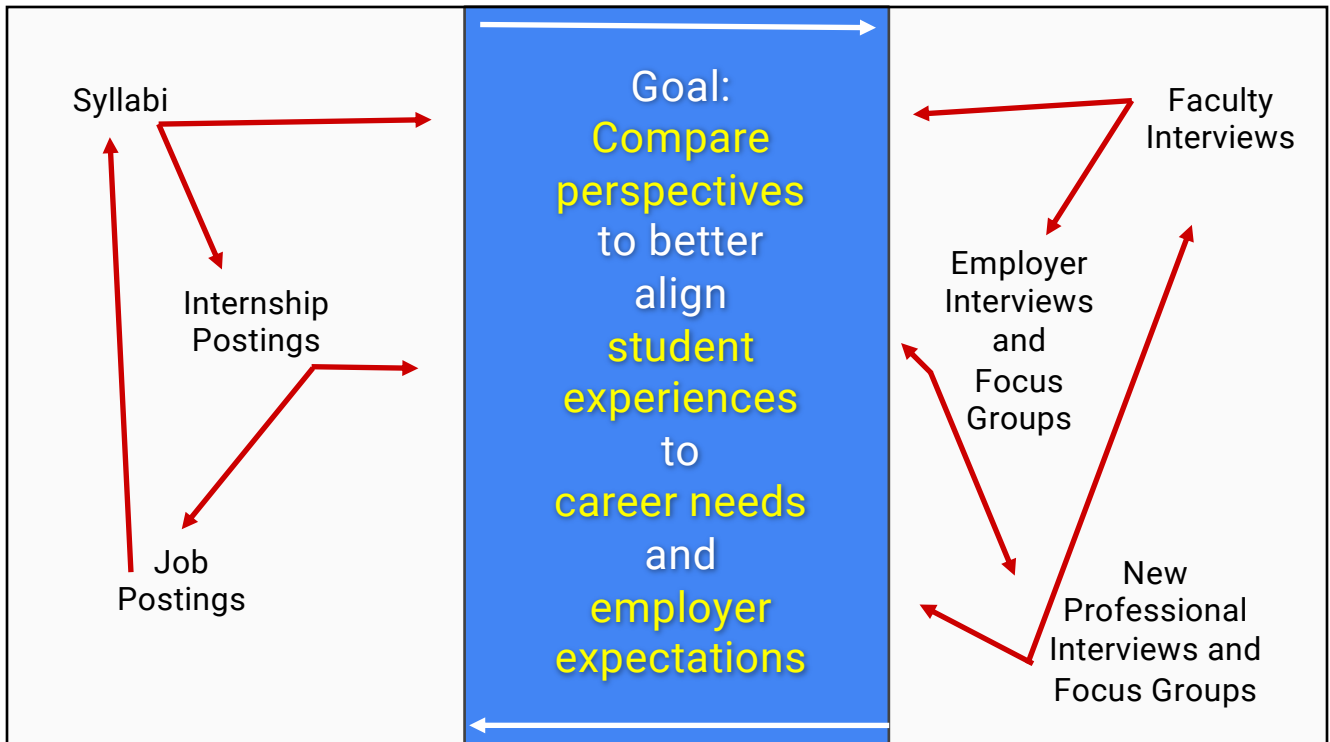 Syllabi
Internship
Postings
Job
Postings
Goal:
Compare
perspectives
to better
align
student
experiences
to
career needs
and
employer
expectations
Faculty
Interviews
Employer
Interviews
and
Focus
Groups
New
Professional
Interviews and
Focus Groups